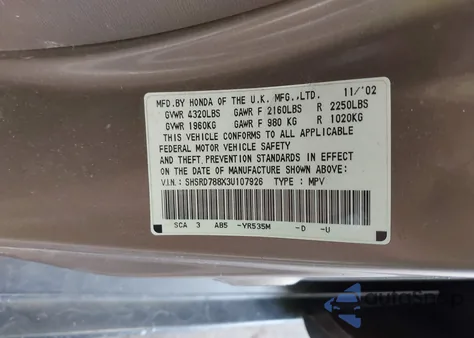 MFD.BY HONDA OF THE U.K. MFG.,LTD. 11/'02
GVWR 4320LBS GAWR F 2160LBS R 2250LBS
GVWR 1960KG GAWR F 980 KG R 1020KG
THIS VEHICLE CONFORMS TO ALL APPLICABLE
FEDERAL MOTOR VEHICLE SAFETY
AND THEFT PREVENTION STANDARDS IN EFFECT
ON THE DATE OF MANUFACTURE SHOWN ABOVE:
V.I.N.: SHSRD788X3U107926 TYPE : MPV
SCA 3 AB5 -YR535M -D -U